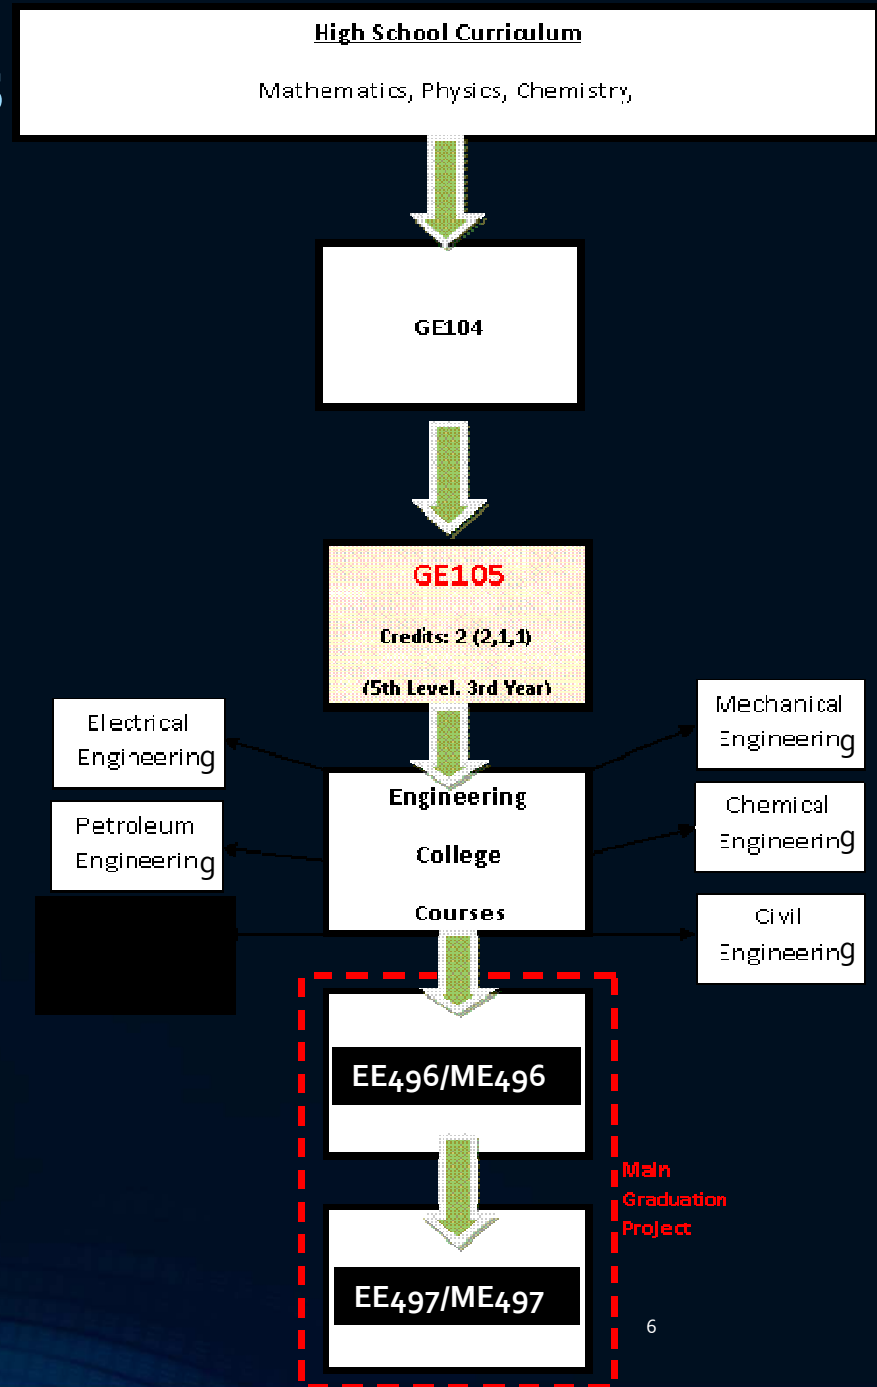 High School Curriculum
Mathematics, Physics, Chemistry,
GE104
GE105
Credits: 2 (2,1,1)
(5th Level. 3rd Year)
Electrical
Engineering
Mechanical
Engineering
Petroleum
Engineering
Chemical
Engineering
Engineering
College
Courses
Civil
Engineering
EE496/ME496
Main
Graduation
Project
EE497/ME497
6